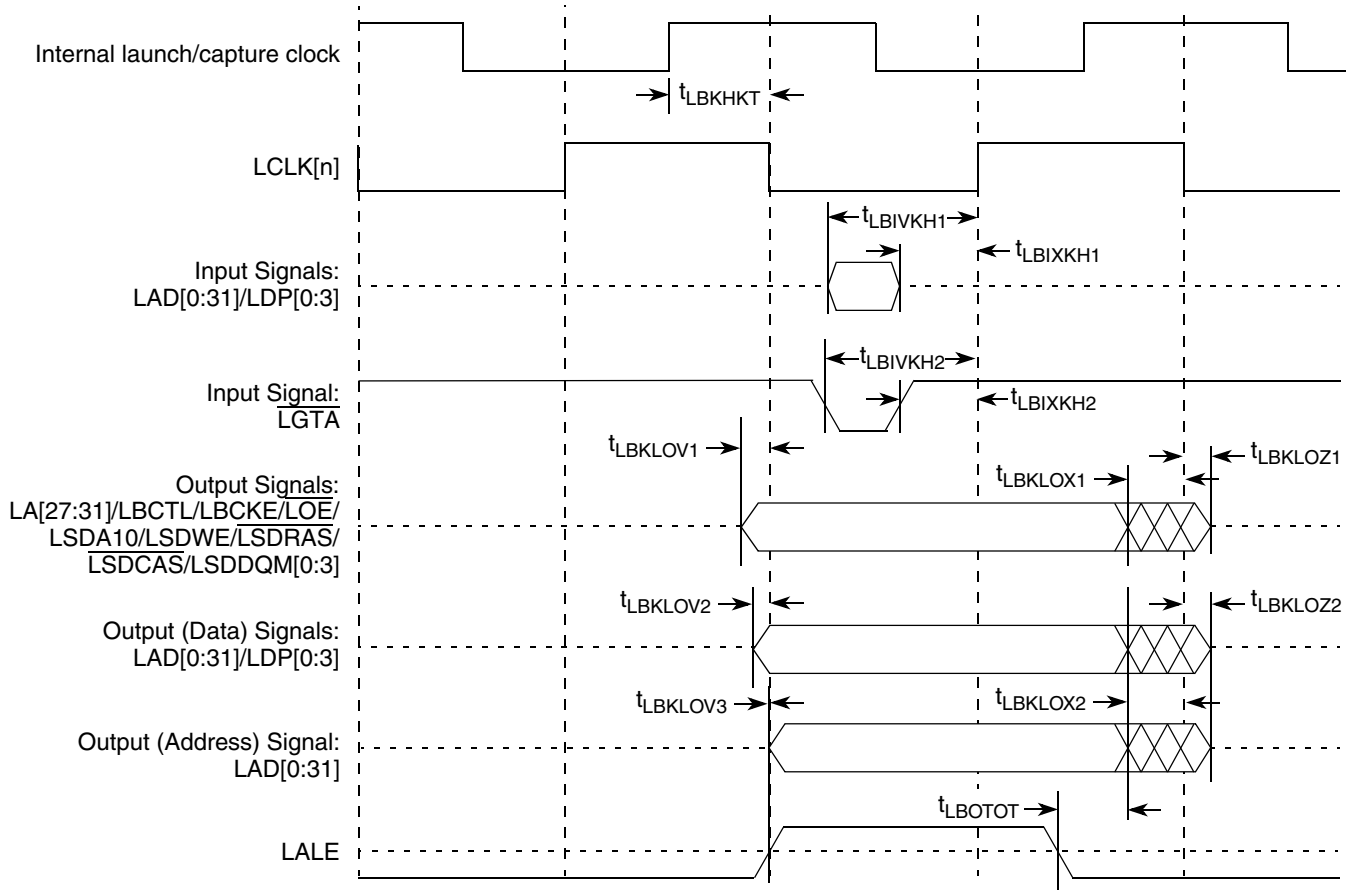 Internal launch/capture clock
tLBKHKT
LCLK[n]
tLBIVKH1
tLBIXKH1
Input Signals:
LAD[0:31]/LDP[0:3]
tLBIVKH2
Input Signal:
LGTA
tLBIXKH2
tLBKLOV1
tLBKLOX1
tLBKLOZ1
Output Signals:
LA[27:31]/LBCTL/LBCKE/LOE/
LSDA10/LSDWE/LSDRAS/
LSDCAS/LSDDQM[0:3]
tLBKLOV2
tLBKLOZ2
Output (Data) Signals:
LAD[0:31]/LDP[0:3]
tLBKLOV3
tLBKLOX2
Output (Address) Signal:
LAD[0:31]
tLBOTOT
LALE